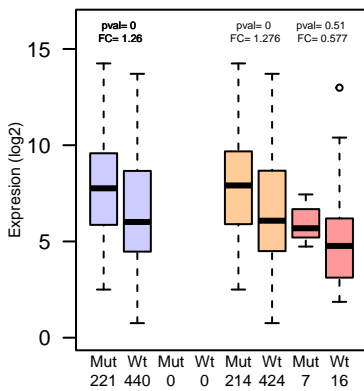 pval= 0 pval= 0 pval= 0.51
FC= 1.26 FC= 1.276 FC= 0.577
15
10
5
0
Expresion (log2)
Mut Wt Mut Wt Mut Wt Mut Wt
221 440 0 0 214 424 7 16